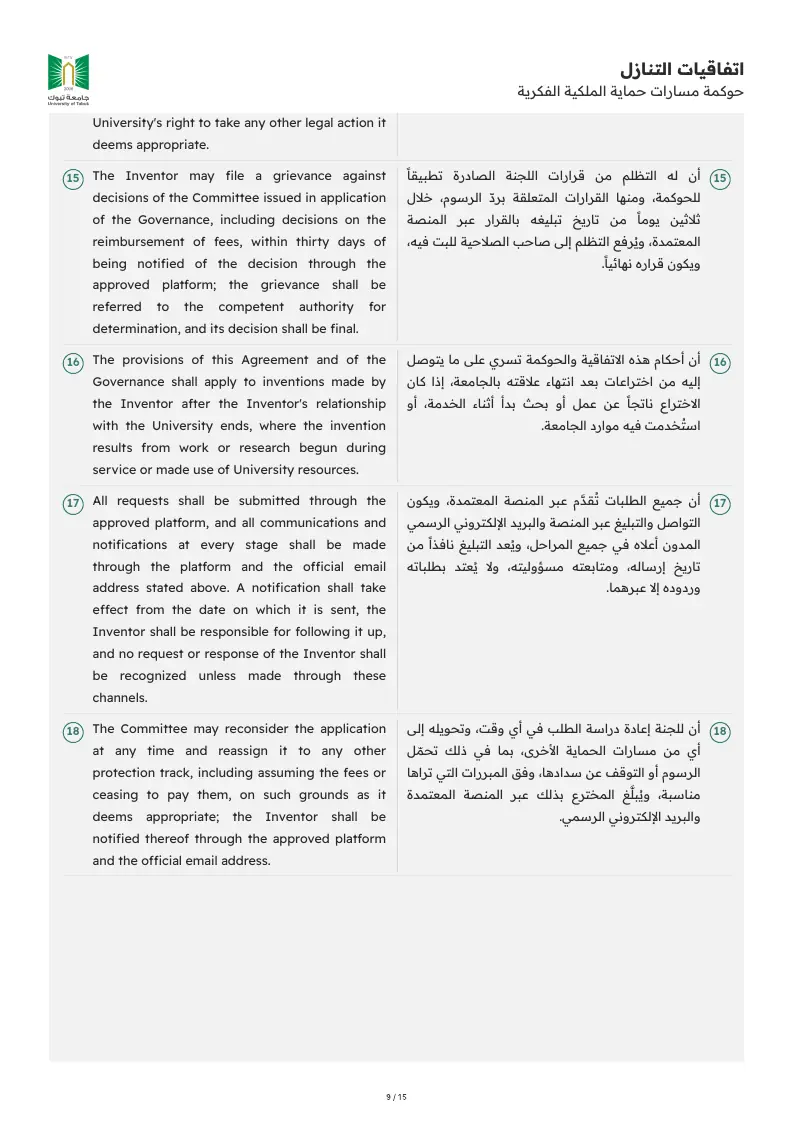 اتفاقيات التنازل
حوكمة مسارات حماية الملكية الفكرية
جامعة تبوك
University of Tabuk
University's right to take any other legal action it
deems appropriate.
15
The Inventor may file a grievance against
decisions of the Committee issued in application
of the Governance, including decisions on the
reimbursement of fees, within thirty days of
being notified of the decision through the
approved platform; the grievance shall be
referred to the competent authority for
determination, and its decision shall be final.
15
أن له التظلم من قرارات اللجنة الصادرة تطبيقاً
للحوكمة، ومنها القرارات المتعلقة بردّ الرسوم، خلال
ثلاثين يوماً من تاريخ تبليغه بالقرار عبر المنصة
المعتمدة، ويُرفع التظلم إلى صاحب الصلاحية للبت فيه،
ويكون قراره نهائياً.
16
The provisions of this Agreement and of the
Governance shall apply to inventions made by
the Inventor after the Inventor's relationship
with the University ends, where the invention
results from work or research begun during
service or made use of University resources.
16
أن أحكام هذه الاتفاقية والحوكمة تسري على ما يتوصل
إليه من اختراعات بعد انتهاء علاقته بالجامعة، إذا كان
الاختراع ناتجاً عن عمل أو بحث بدأ أثناء الخدمة، أو
استُخدمت فيه موارد الجامعة.
17
All requests shall be submitted through the
approved platform, and all communications and
notifications at every stage shall be made
through the platform and the official email
address stated above. A notification shall take
effect from the date on which it is sent, the
Inventor shall be responsible for following it up,
and no request or response of the Inventor shall
be recognized unless made through these
channels.
17
أن جميع الطلبات تُقدَّم عبر المنصة المعتمدة، ويكون
التواصل والتبليغ عبر المنصة والبريد الإلكتروني الرسمي
المدون أعلاه في جميع المراحل، ويُعد التبليغ نافذاً من
تاريخ إرساله، ومتابعته مسؤوليته، ولا يُعتد بطلباته
وردوده إلا عبرهما.
18
The Committee may reconsider the application
at any time and reassign it to any other
protection track, including assuming the fees or
ceasing to pay them, on such grounds as it
deems appropriate; the Inventor shall be
notified thereof through the approved platform
and the official email address.
18
أن للجنة إعادة دراسة الطلب في أي وقت، وتحويله إلى
أي من مسارات الحماية الأخرى، بما في ذلك تحمّل
الرسوم أو التوقف عن سدادها، وفق المبررات التي تراها
مناسبة، ويُبلَّغ المخترع بذلك عبر المنصة المعتمدة
والبريد الإلكتروني الرسمي.
9 / 15